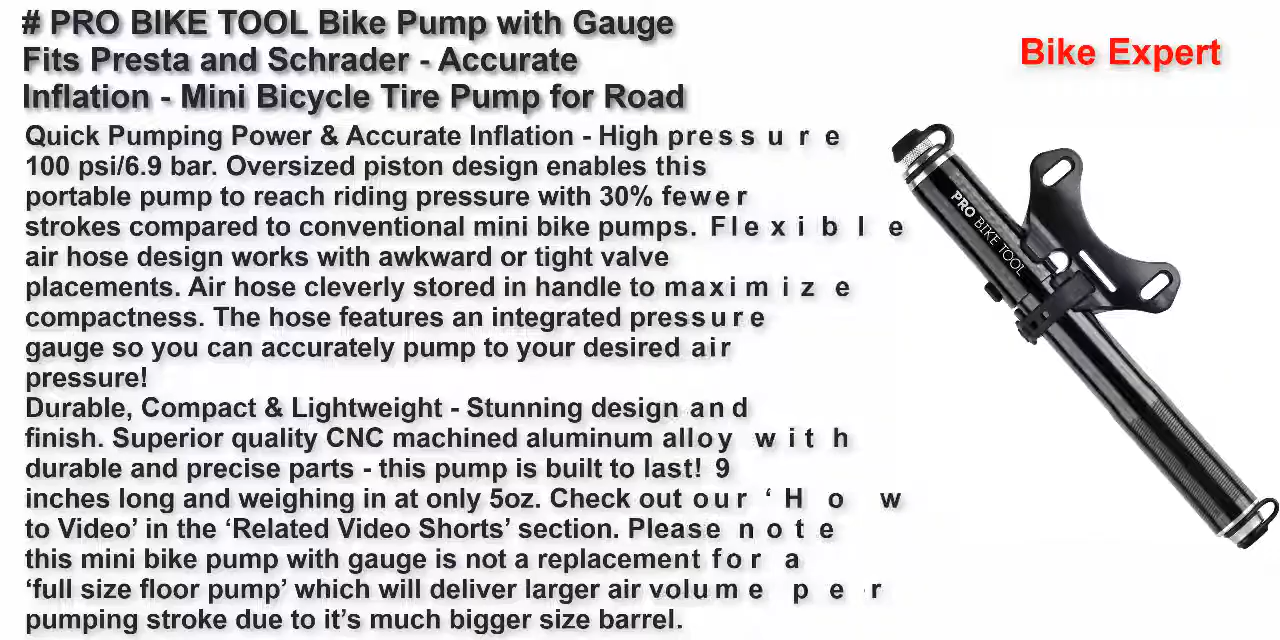 # PRO BIKE TOOL Bike Pump with Gauge
Fits Presta and Schrader - Accurate
Inflation - Mini Bicycle Tire Pump for Road
Bike Expert
Quick Pumping Power & Accurate Inflation - High pressure
100 psi/6.9 bar. Oversized piston design enables this
portable pump to reach riding pressure with 30% fewer
strokes compared to conventional mini bike pumps. Flexible
air hose design works with awkward or tight valve
placements. Air hose cleverly stored in handle to maximize
compactness. The hose features an integrated pressure
gauge so you can accurately pump to your desired air
pressure!
Durable, Compact & Lightweight - Stunning design and
finish. Superior quality CNC machined aluminum alloy with
durable and precise parts - this pump is built to last! 9
inches long and weighing in at only 5oz. Check out our ‘How
to Video’ in the ‘Related Video Shorts’ section. Please note
this mini bike pump with gauge is not a replacement for a
‘full size floor pump’ which will deliver larger air volume per
pumping stroke due to it’s much bigger size barrel.
PRO BIKE TOOL